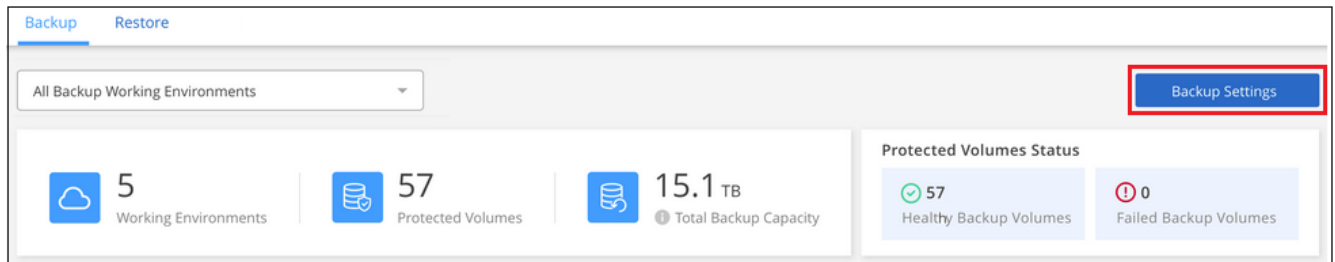 Backup Restore
All Backup Working Environments
Backup Settings
5
Working Environments
57
Protected Volumes
15.1 TB
Total Backup Capacity
Protected Volumes Status
57
Healthy Backup Volumes
0
Failed Backup Volumes